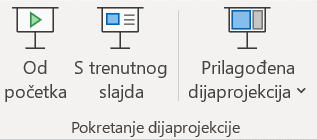 Od početka
S trenutnog slajda
Prilagođena dijaprojekcija
Pokretanje dijaprojekcije